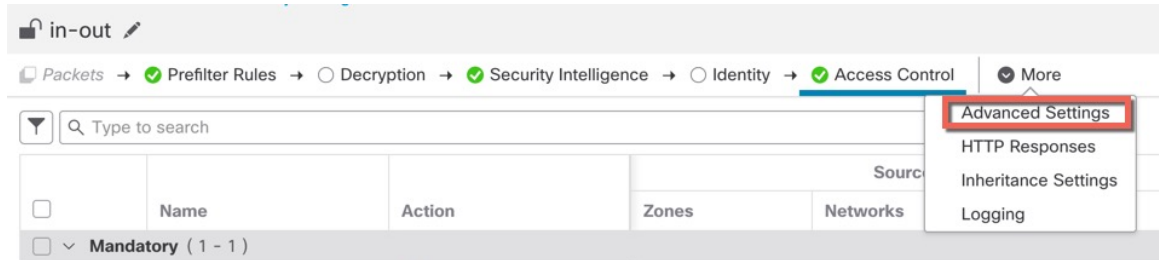 in-out
Packets → Prefilter Rules → Decryption → Security Intelligence → Identity → Access Control More
Advanced Settings
Type to search
HTTP Responses
Sourc
Inheritance Settings
Name Action Zones Networks
Logging
Mandatory ( 1 - 1 )